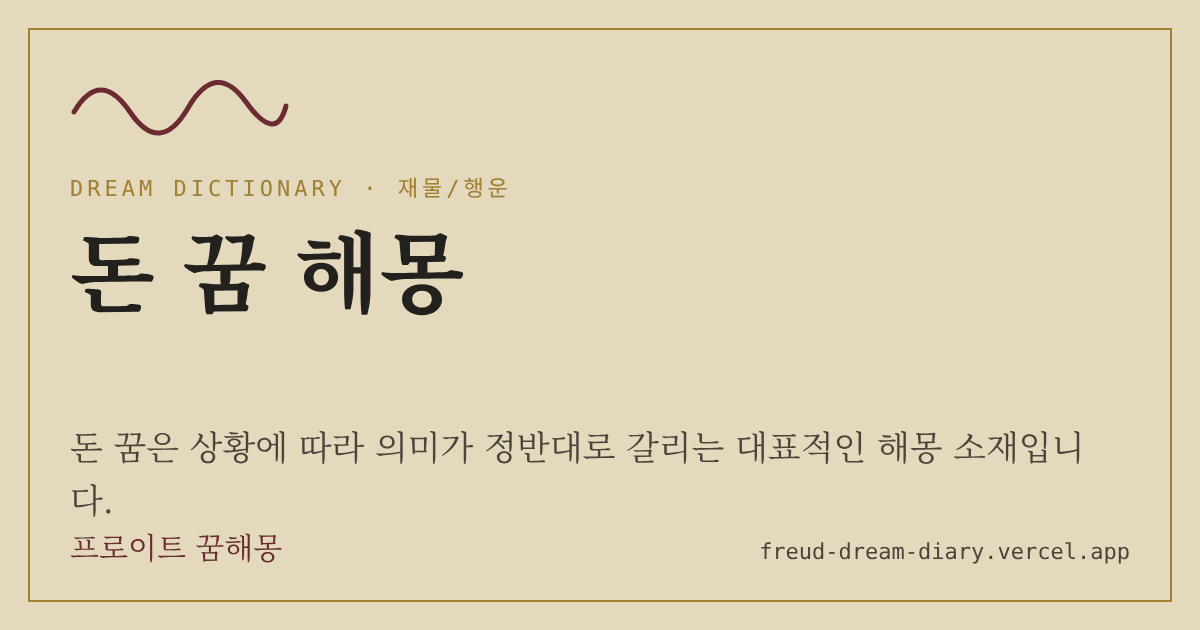 DREAM DICTIONARY · 재물/행운
돈 꿈 해몽
돈 꿈은 상황에 따라 의미가 정반대로 갈리는 대표적인 해몽 소재입니
다.
프로이트 꿈해몽
freud-dream-diary.vercel.app